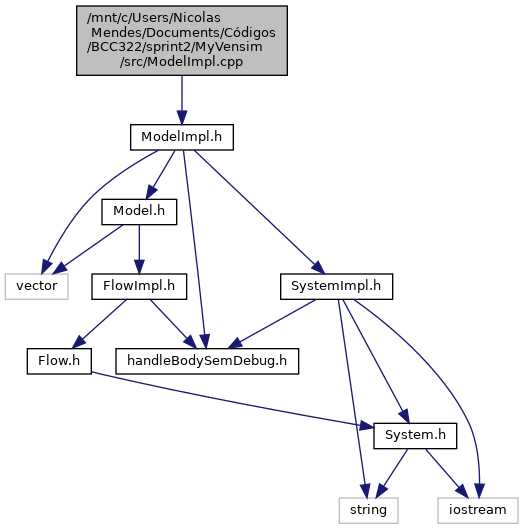 /mnt/c/Users/Nicolas
Mendes/Documents/Códigos
/BCC322/sprint2/MyVensim
/src/ModelImpl.cpp
ModelImpl.h
Model.h
vector
FlowImpl.h
SystemImpl.h
Flow.h
handleBodySemDebug.h
System.h
string
iostream